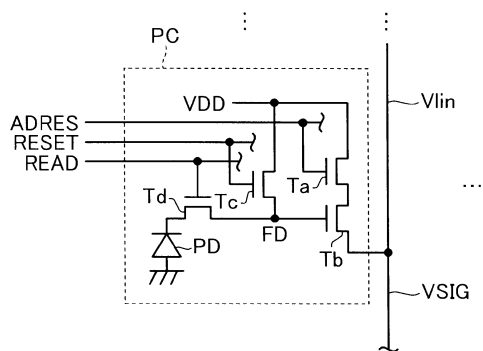 PC
VDD
Vlin
ADRES
RESET
READ
Td
Tc
Ta
FD
Tb
PD
VSIG